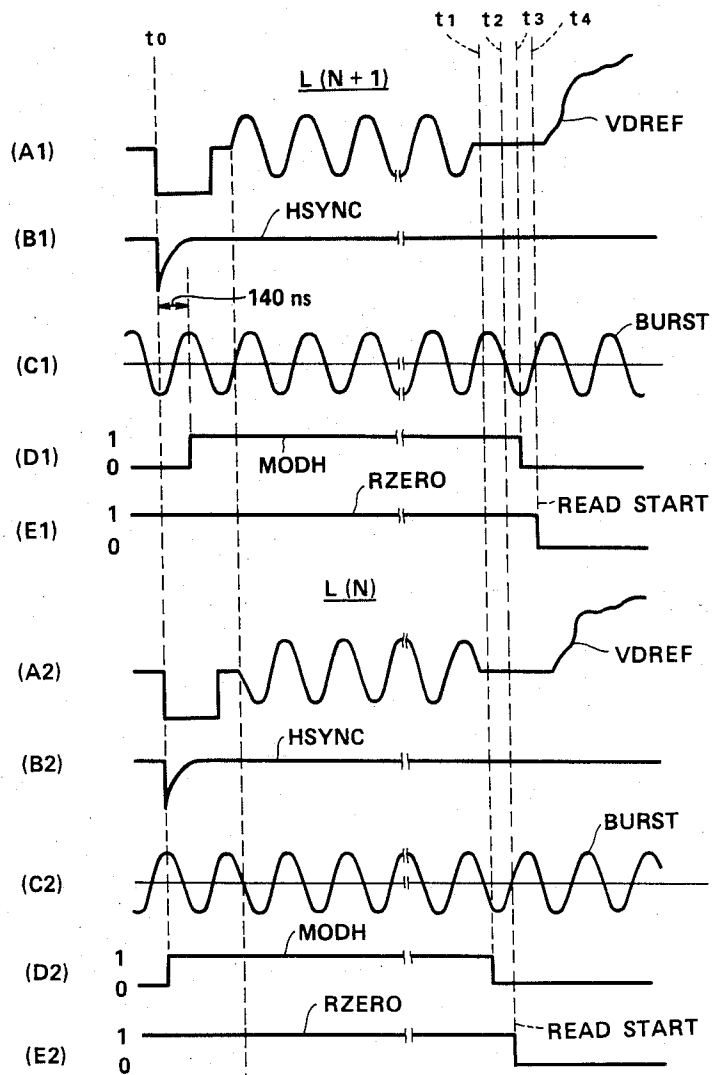 t0
t1 t2 t3 t4
L (N + 1)
VDREF
(A1)
HSYNC
(B1)
140 ns
BURST
(C1)
1
(D1)
0
MODH
RZERO
READ START
1
(E1)
0
L (N)
VDREF
(A2)
HSYNC
(B2)
BURST
(C2)
MODH
1
(D2)
0
RZERO
READ START
1
(E2)
0